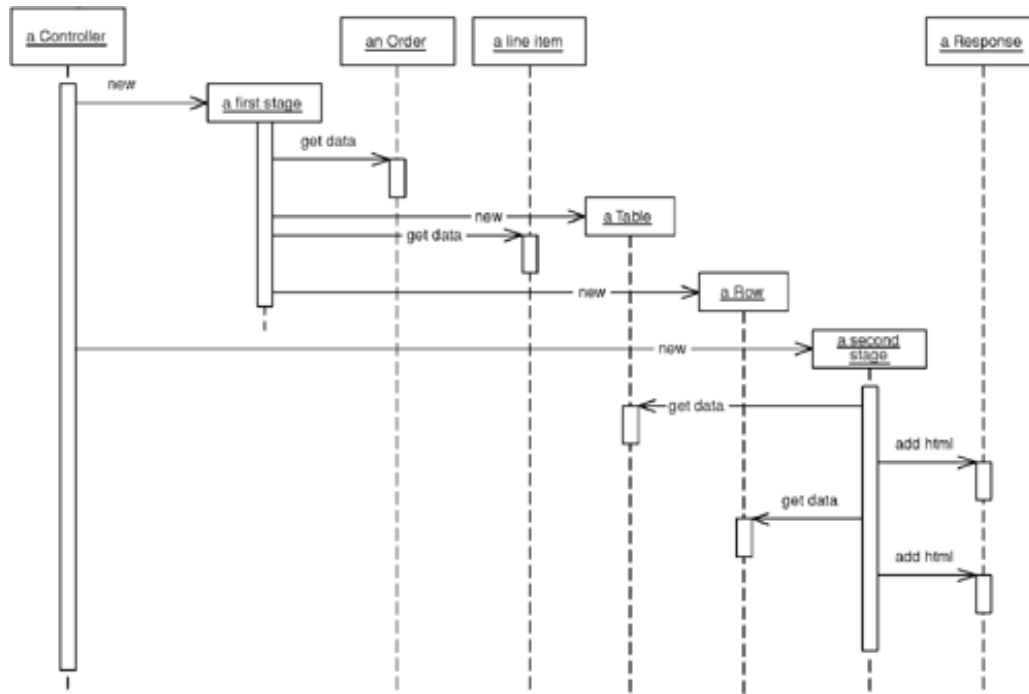 a Controller
an Order
a line item
a Response
new
a first stage
get data
new
a Table
get data
new
a Row
new
a second
stage
get data
add html
get data
add html